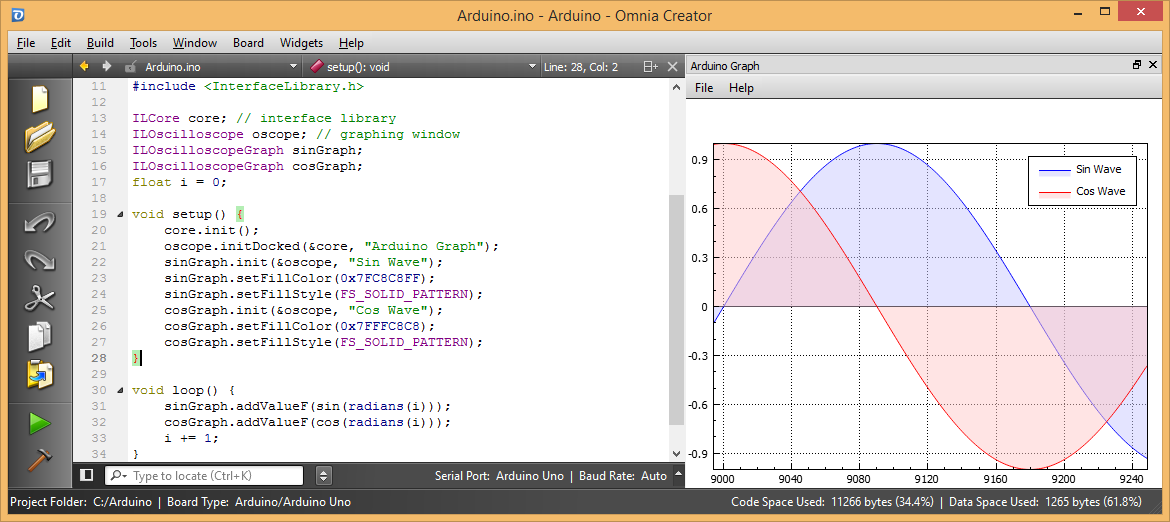 Arduino.ino - Arduino - Omnia Creator
File Edit Build Tools Window Board Widgets Help
Arduino.ino setup(): void Line: 28, Col: 2
11 #include <InterfaceLibrary.h>
12
13 ILCore core; // interface library
14 ILOscilloscope oscope; // graphing window
15 ILOscilloscopeGraph sinGraph;
16 ILOscilloscopeGraph cosGraph;
17 float i = 0;
18
19 void setup() {
20 core.init();
21 oscope.initDocked(&core, "Arduino Graph");
22 sinGraph.init(&oscope, "Sin Wave");
23 sinGraph.setFillColor(0x7FC8C8FF);
24 sinGraph.setFillStyle(FS_SOLID_PATTERN);
25 cosGraph.init(&oscope, "Cos Wave");
26 cosGraph.setFillColor(0x7FFFC8C8);
27 cosGraph.setFillStyle(FS_SOLID_PATTERN);
28 }
29
30 void loop() {
31 sinGraph.addValueF(sin(radians(i)));
32 cosGraph.addValueF(cos(radians(i)));
33 i += 1;
34 }
Type to locate (Ctrl+K) Serial Port: Arduino Uno | Baud Rate: Auto
Arduino Graph
File Help
Sin Wave
Cos Wave
0.9
0.6
0.3
0
-0.3
-0.6
-0.9
9000 9040 9080 9120 9160 9200 9240
Project Folder: C:/Arduino | Board Type: Arduino/Arduino Uno Code Space Used: 11266 bytes (34.4%) | Data Space Used: 1265 bytes (61.8%)